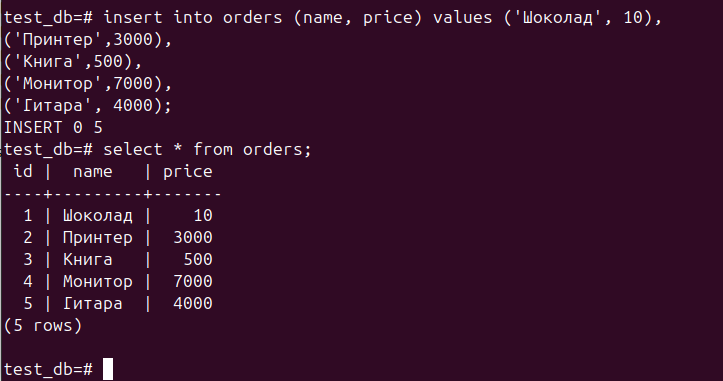 test_db=# insert into orders (name, price) values ('Шоколад', 10),
('Принтер',3000),
('Книга',500),
('Монитор',7000),
('Гитара', 4000);
INSERT 0 5
test_db=# select * from orders;
 id |  name   | price
----+---------+-------
  1 | Шоколад |    10
  2 | Принтер |  3000
  3 | Книга   |   500
  4 | Монитор |  7000
  5 | Гитара  |  4000
(5 rows)
test_db=#